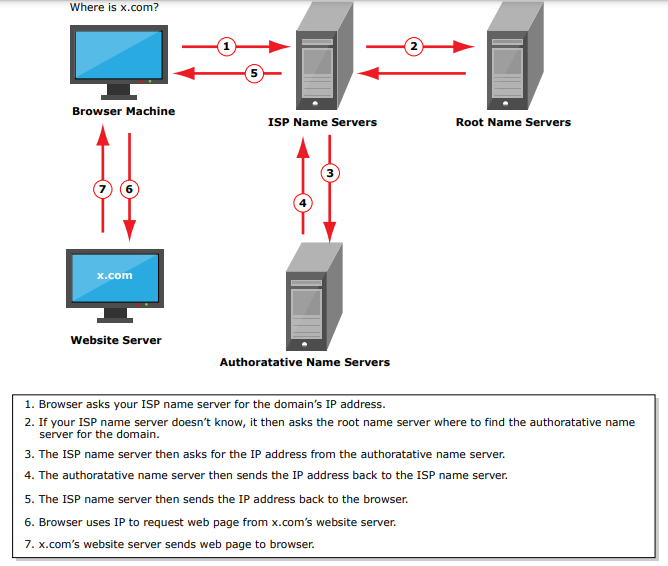 Where is x.com?
1
2
5
Browser Machine
ISP Name Servers
Root Name Servers
3
7
6
4
x.com
Website Server
Authoratative Name Servers
1. Browser asks your ISP name server for the domain’s IP address.
2. If your ISP name server doesn’t know, it then asks the root name server where to find the authoratative name
server for the domain.
3. The ISP name server then asks for the IP address from the authoratative name server.
4. The authoratative name server then sends the IP address back to the ISP name server.
5. The ISP name server then sends the IP address back to the browser.
6. Browser uses IP to request web page from x.com’s website server.
7. x.com’s website server sends web page to browser.